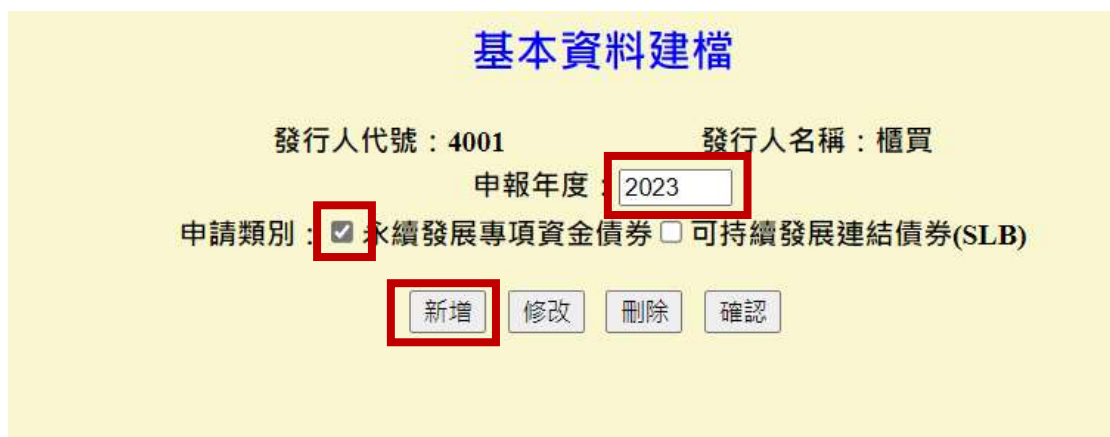 基本資料建檔
發行人代號：4001 發行人名稱：櫃買
申報年度：2023
申請類別：永續發展專項資金債券 可持續發展連結債券(SLB)
新增 修改 刪除 確認